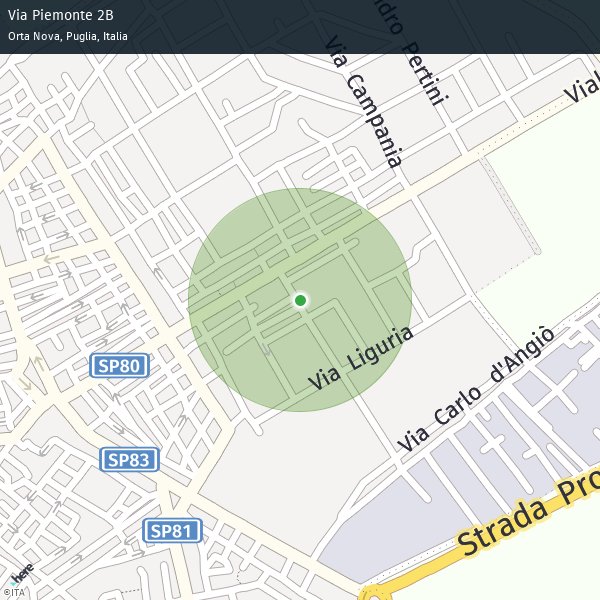 Via Piemonte 2B
Orta Nova, Puglia, Italia
ndro Pertini
Via Campania
Vial
Via Liguria
Via Carlo d'Angiò
SP80
SP83
SP81
Strada Pro
here
©ITA